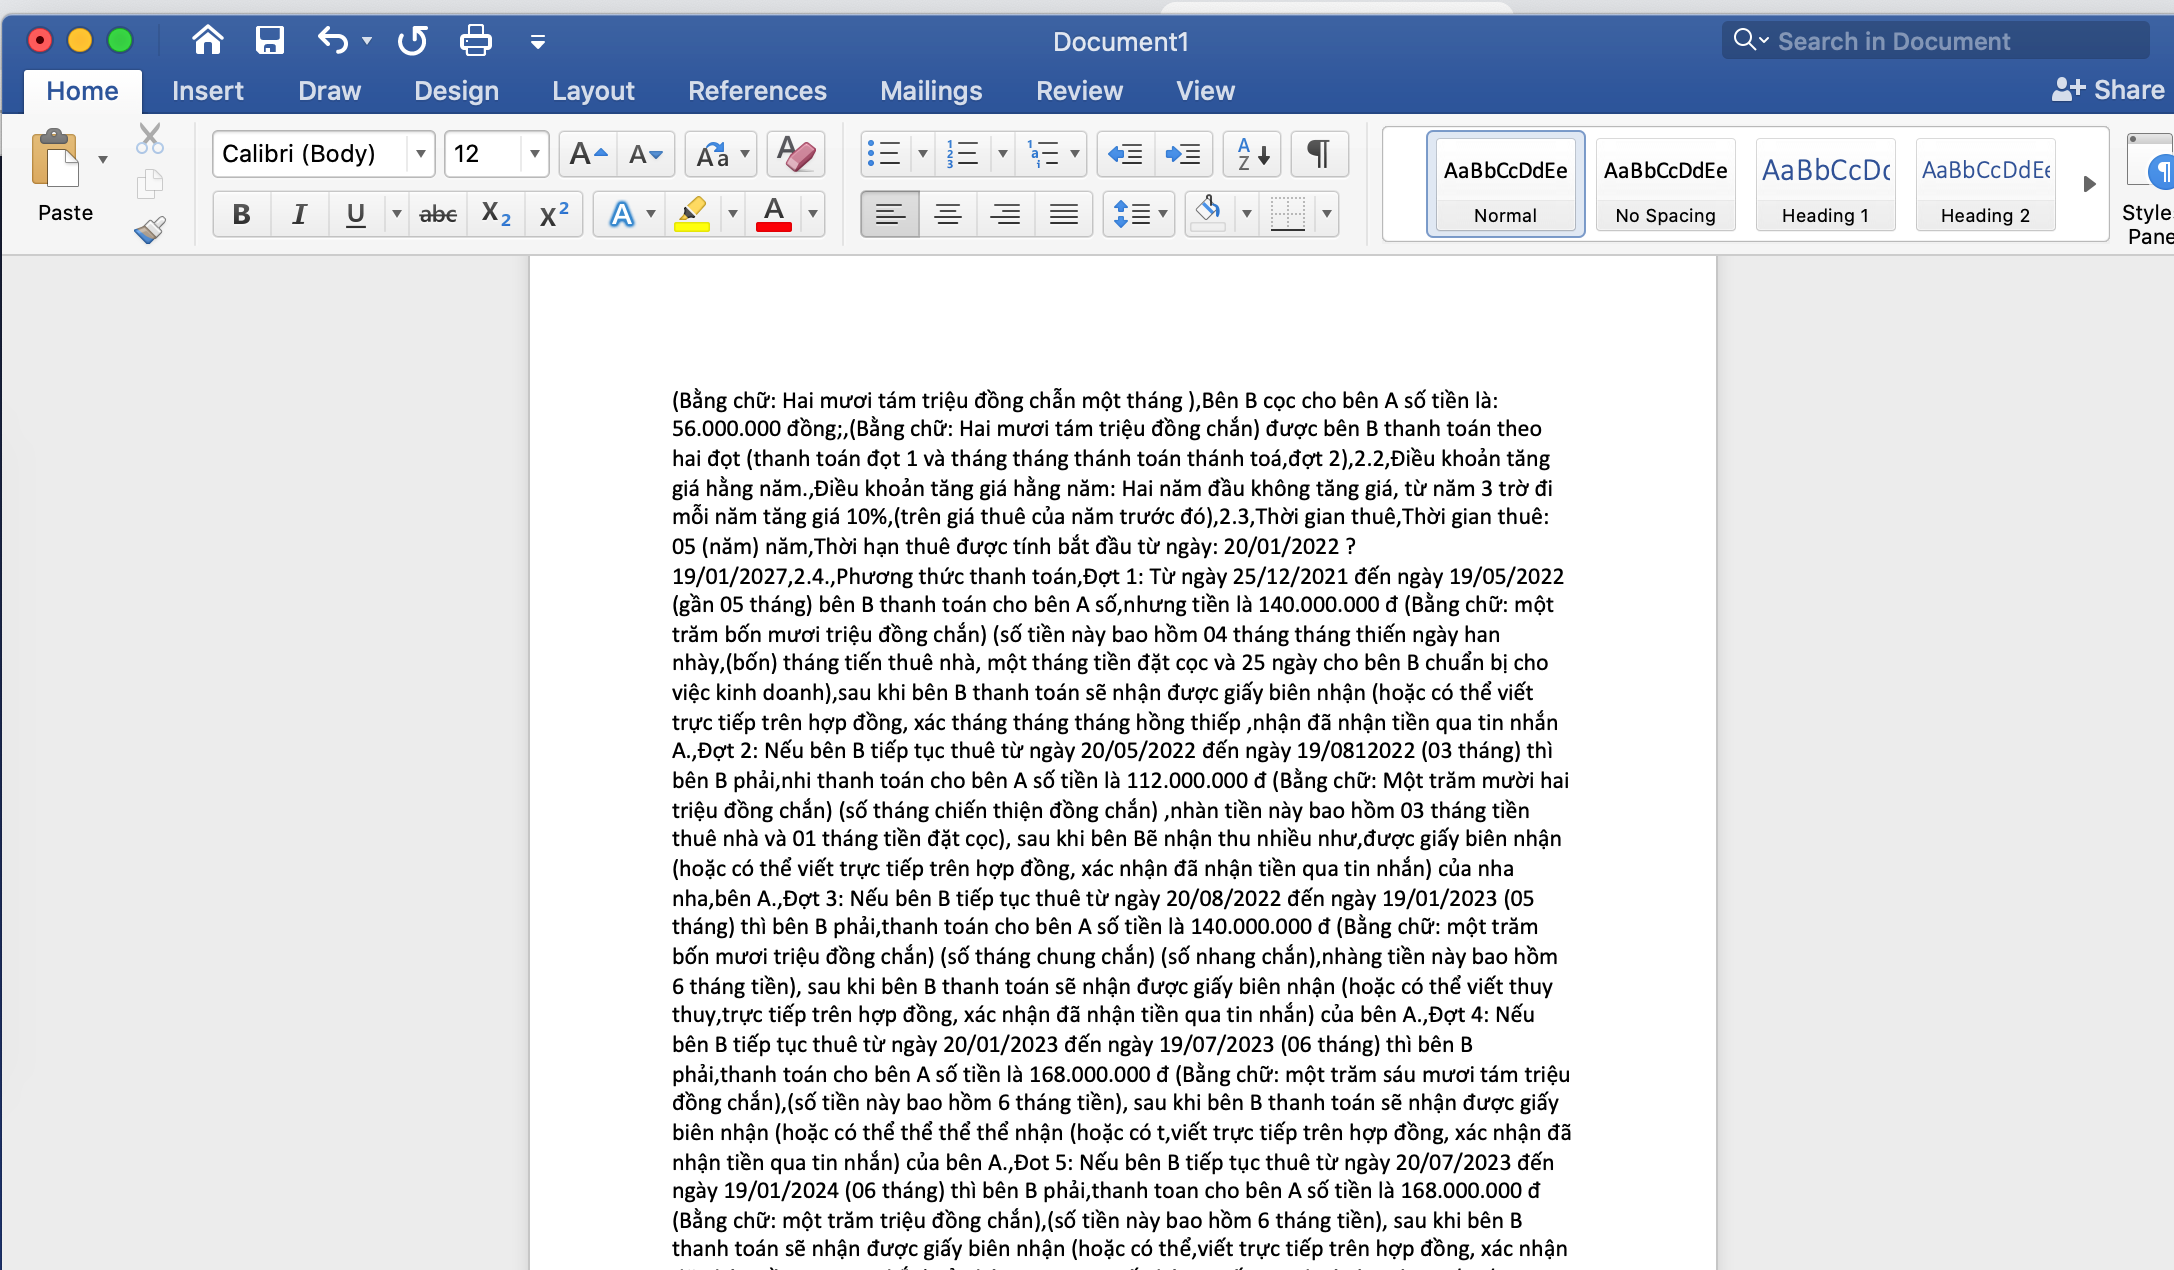 Document1
Search in Document
Home Insert Draw Design Layout References Mailings Review View Share
Paste
Calibri (Body) 12
AaBbCcDdEe AaBbCcDdEe AaBbCcDc AaBbCcDdEe
Normal No Spacing Heading 1 Heading 2
Style
Pane
(Bằng chữ: Hai mươi tám triệu đồng chẵn một tháng ),Bên B cọc cho bên A số tiền là:
56.000.000 đồng;,(Bằng chữ: Hai mươi tám triệu đồng chắn) được bên B thanh toán theo
hai đọt (thanh toán đọt 1 và tháng tháng thánh toán thánh toá,đợt 2),2.2,Điều khoản tăng
giá hằng năm.,Điều khoản tăng giá hằng năm: Hai năm đầu không tăng giá, từ năm 3 trờ đi
mỗi năm tăng giá 10%,(trên giá thuê của năm trước đó),2.3,Thời gian thuê,Thời gian thuê:
05 (năm) năm,Thời hạn thuê được tính bắt đầu từ ngày: 20/01/2022 ?
19/01/2027,2.4.,Phương thức thanh toán,Đợt 1: Từ ngày 25/12/2021 đến ngày 19/05/2022
(gần 05 tháng) bên B thanh toán cho bên A số,nhưng tiền là 140.000.000 đ (Bằng chữ: một
trăm bốn mươi triệu đồng chắn) (số tiền này bao hồm 04 tháng tháng thiến ngày han
nhày,(bốn) tháng tiến thuê nhà, một tháng tiền đặt cọc và 25 ngày cho bên B chuẩn bị cho
việc kinh doanh),sau khi bên B thanh toán sẽ nhận được giấy biên nhận (hoặc có thể viết
trực tiếp trên hợp đồng, xác tháng tháng tháng hồng thiếp ,nhận đã nhận tiền qua tin nhắn
A.,Đợt 2: Nếu bên B tiếp tục thuê từ ngày 20/05/2022 đến ngày 19/0812022 (03 tháng) thì
bên B phải,nhi thanh toán cho bên A số tiền là 112.000.000 đ (Bằng chữ: Một trăm mười hai
triệu đồng chắn) (số tháng chiến thiện đồng chắn) ,nhàn tiền này bao hồm 03 tháng tiền
thuê nhà và 01 tháng tiền đặt cọc), sau khi bên Bẽ nhận thu nhiều như,được giấy biên nhận
(hoặc có thể viết trực tiếp trên hợp đồng, xác nhận đã nhận tiền qua tin nhắn) của nha
nha,bên A.,Đợt 3: Nếu bên B tiếp tục thuê từ ngày 20/08/2022 đến ngày 19/01/2023 (05
tháng) thì bên B phải,thanh toán cho bên A số tiền là 140.000.000 đ (Bằng chữ: một trăm
bốn mươi triệu đồng chắn) (số tháng chung chắn) (số nhang chắn),nhàng tiền này bao hồm
6 tháng tiền), sau khi bên B thanh toán sẽ nhận được giấy biên nhận (hoặc có thể viết thuy
thuy,trực tiếp trên hợp đồng, xác nhận đã nhận tiền qua tin nhắn) của bên A.,Đợt 4: Nếu
bên B tiếp tục thuê từ ngày 20/01/2023 đến ngày 19/07/2023 (06 tháng) thì bên B
phải,thanh toán cho bên A số tiền là 168.000.000 đ (Bằng chữ: một trăm sáu mươi tám triệu
đồng chắn),(số tiền này bao hồm 6 tháng tiền), sau khi bên B thanh toán sẽ nhận được giấy
biên nhận (hoặc có thể thể thể thể nhận (hoặc có t,viết trực tiếp trên hợp đồng, xác nhận đã
nhận tiền qua tin nhắn) của bên A.,Đot 5: Nếu bên B tiếp tục thuê từ ngày 20/07/2023 đến
ngày 19/01/2024 (06 tháng) thì bên B phải,thanh toan cho bên A số tiền là 168.000.000 đ
(Bằng chữ: một trăm triệu đồng chắn),(số tiền này bao hồm 6 tháng tiền), sau khi bên B
thanh toán sẽ nhận được giấy biên nhận (hoặc có thể,viết trực tiếp trên hợp đồng, xác nhận